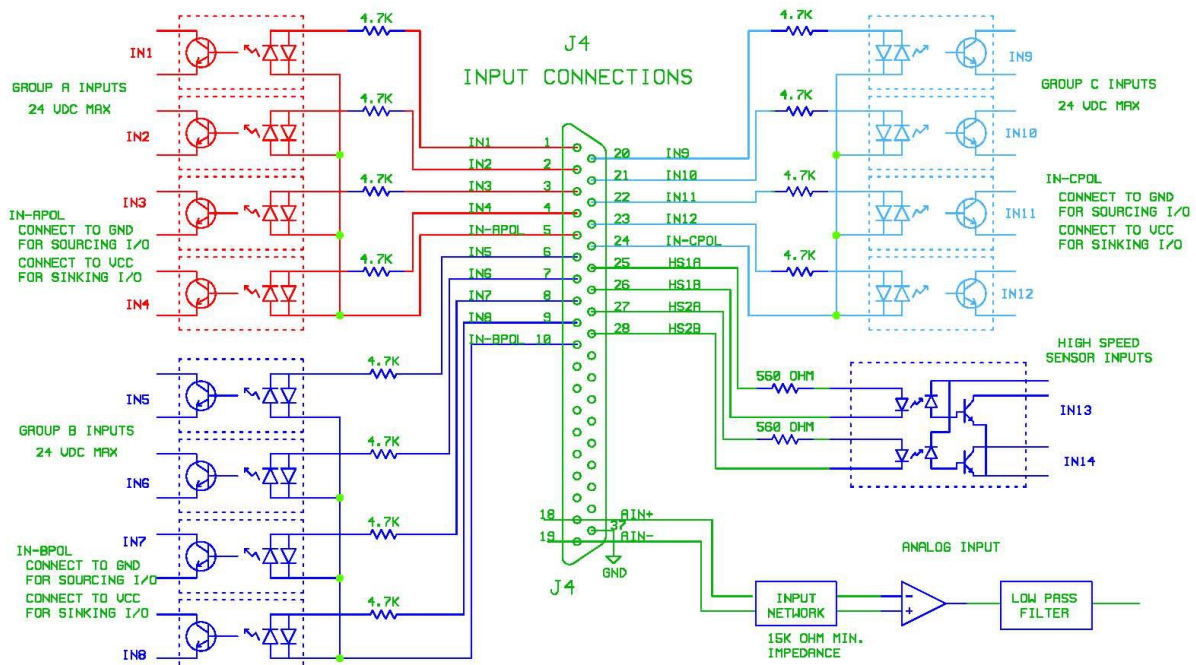 J4
INPUT CONNECTIONS
IN1
4.7K
GROUP A INPUTS
24 VDC MAX
IN2
4.7K
IN3
4.7K
IN-APOL
CONNECT TO GND
FOR SOURCING I/O
CONNECT TO VCC
FOR SINKING I/O
IN4
4.7K
IN5
4.7K
GROUP B INPUTS
24 VDC MAX
IN6
4.7K
IN7
4.7K
IN-BPOL
CONNECT TO GND
FOR SOURCING I/O
CONNECT TO VCC
FOR SINKING I/O
IN8
4.7K
IN1 1
IN2 2
IN3 3
IN4 4
IN-APOL 5
IN5 6
IN6 7
IN7 8
IN8 9
IN-BPOL 10
18
19
20 IN9
21 IN10
22 IN11
23 IN12
24 IN-CPOL
25 HS1A
26 HS1B
27 HS2A
28 HS2B
AIN+
37
AIN-
GND
J4
4.7K
IN9
GROUP C INPUTS
24 VDC MAX
4.7K
IN10
4.7K
IN11
IN-CPOL
CONNECT TO GND
FOR SOURCING I/O
CONNECT TO VCC
FOR SINKING I/O
4.7K
IN12
HIGH SPEED
SENSOR INPUTS
560 OHM
IN13
560 OHM
IN14
ANALOG INPUT
INPUT
NETWORK
15K OHM MIN.
IMPEDANCE
-
+
LOW PASS
FILTER